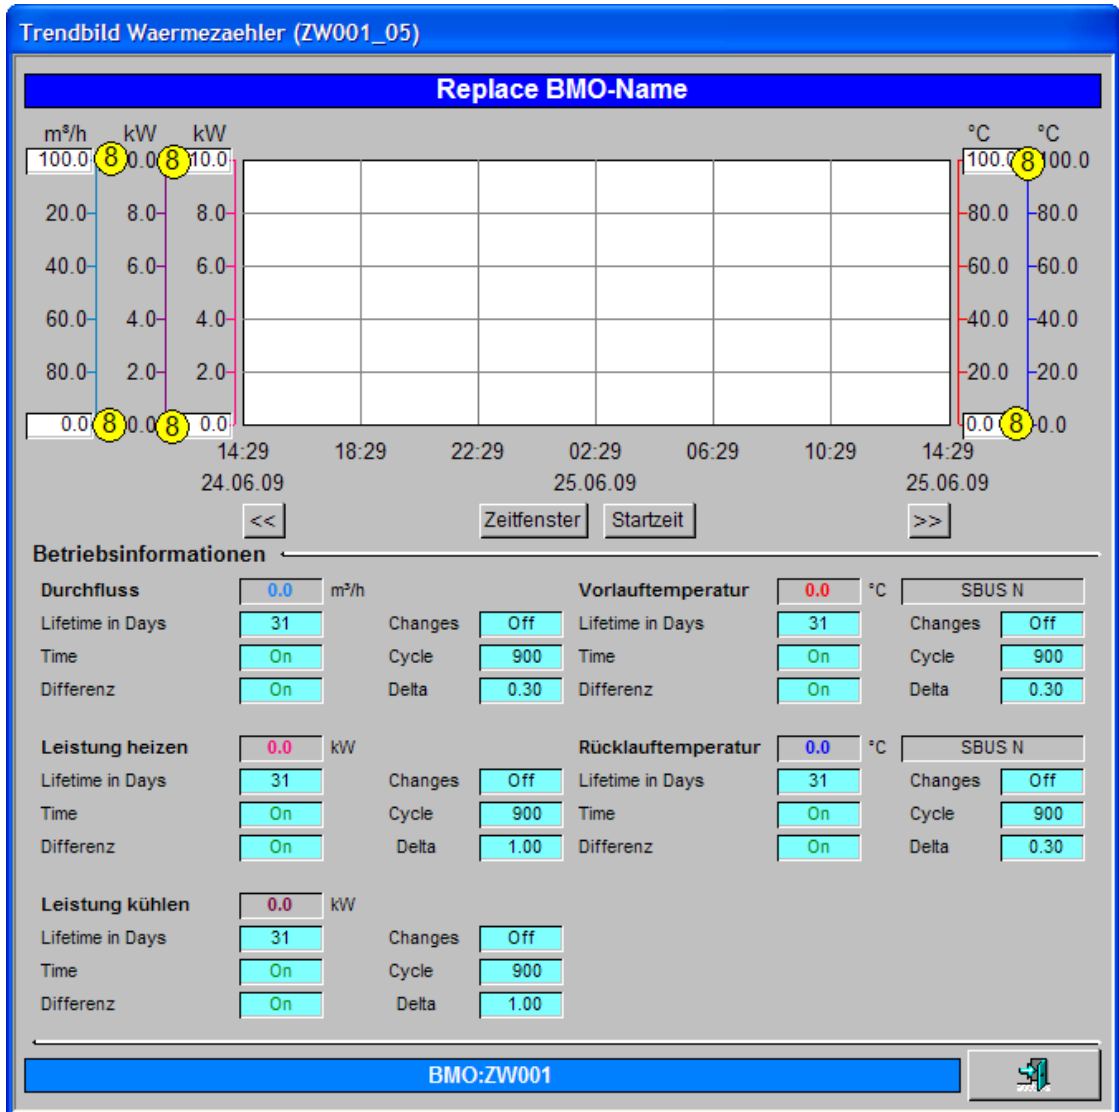 Trendbild Waermezaehler (ZW001_05)
Replace BMO-Name
m³/h kW kW °C °C
100.0 8 0.0 8 10.0 100.0 8 100.0
20.0 8.0 8.0 80.0 80.0
40.0 6.0 6.0 60.0 60.0
60.0 4.0 4.0 40.0 40.0
80.0 2.0 2.0 20.0 20.0
0.0 8 0.0 8 0.0 0.0 8 0.0
14:29 18:29 22:29 02:29 06:29 10:29 14:29
24.06.09 25.06.09 25.06.09
<< Zeitfenster Startzeit >>
Betriebsinformationen
Durchfluss 0.0 m³/h Vorlauftemperatur 0.0 °C SBUS N
Lifetime in Days 31 Changes Off Lifetime in Days 31 Changes Off
Time On Cycle 900 Time On Cycle 900
Differenz On Delta 0.30 Differenz On Delta 0.30
Leistung heizen 0.0 kW Rücklauftemperatur 0.0 °C SBUS N
Lifetime in Days 31 Changes Off Lifetime in Days 31 Changes Off
Time On Cycle 900 Time On Cycle 900
Differenz On Delta 1.00 Differenz On Delta 0.30
Leistung kühlen 0.0 kW
Lifetime in Days 31 Changes Off
Time On Cycle 900
Differenz On Delta 1.00
BMO:ZW001